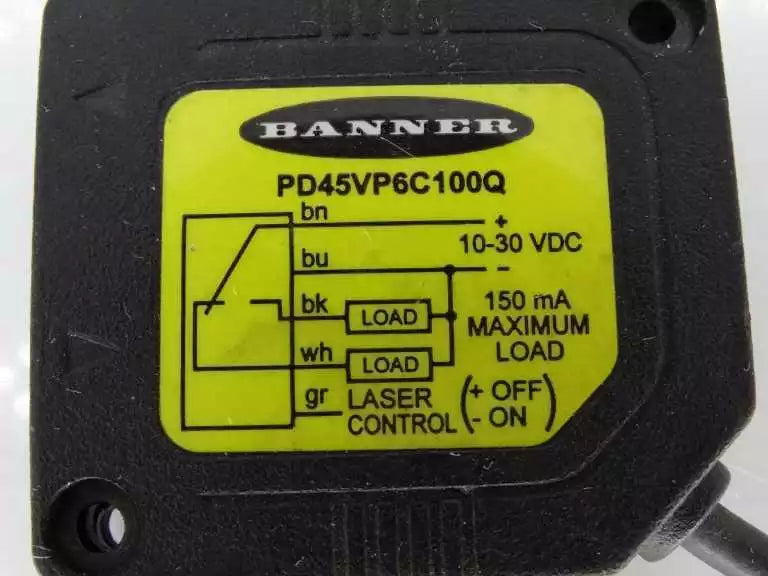 BANNER
PD45VP6C100Q
bn
+
10-30 VDC
bu
-
bk
LOAD
150 mA
MAXIMUM
LOAD
wh
LOAD
gr
LASER
CONTROL
(+ OFF
- ON)